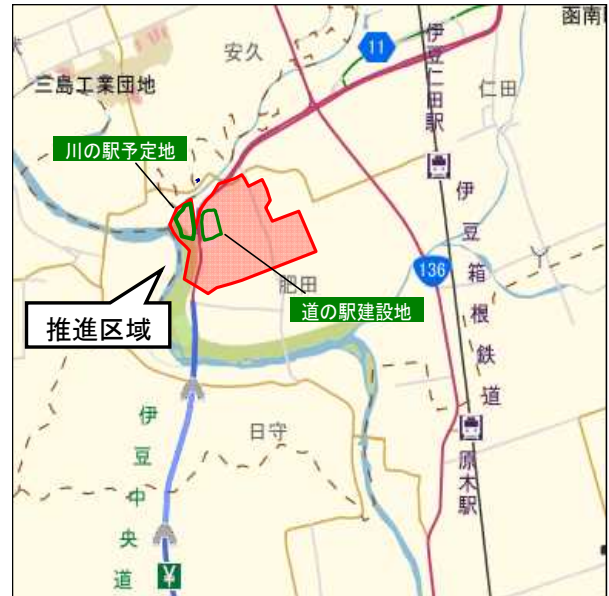 函南
安久
11
三島工業団地
伊豆仁田駅
仁田
川の駅予定地
伊豆箱根鉄道
136
肥田
道の駅建設地
推進区域
日守
原木駅
伊豆中央道
¥